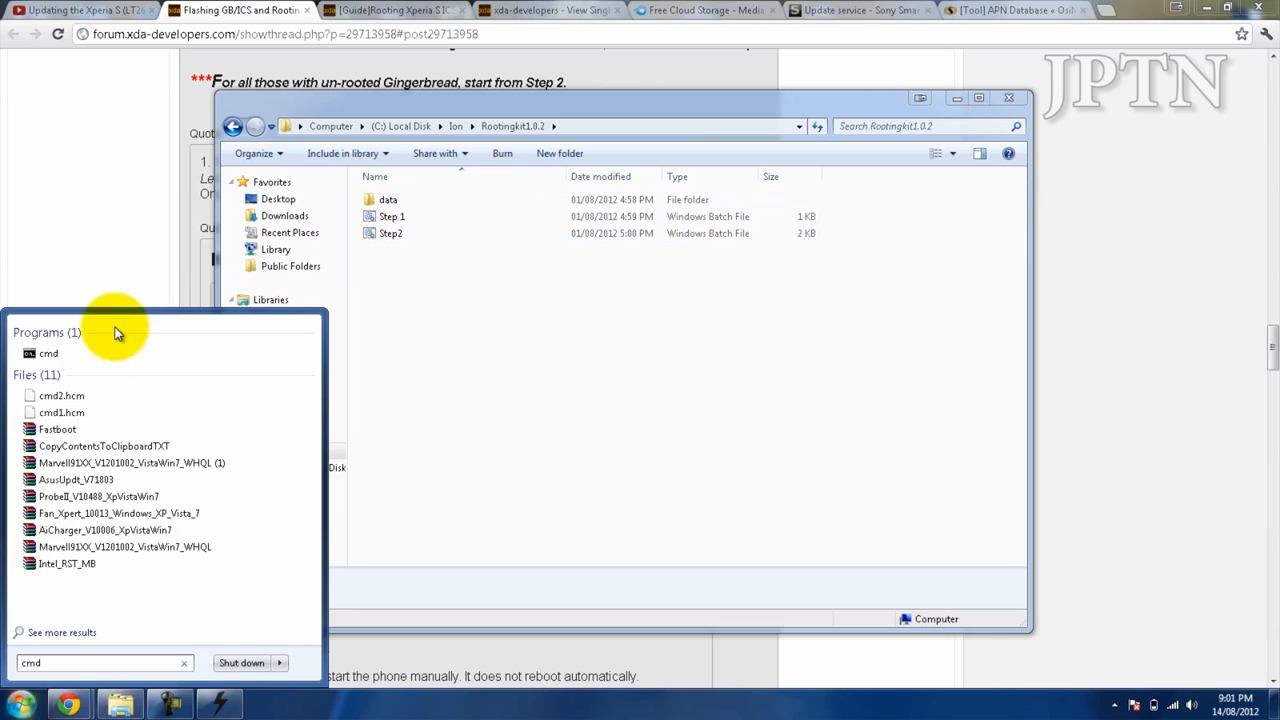 Updating the Xperia S (LT26
Flashing GB/ICS and Rootin
[Guide]Rooting Xperia S|SL
xda-developers - View Singl
Free Cloud Storage - Media
Update service - Sony Sma
[Tool] APN Database « Osi
forum.xda-developers.com/showthread.php?p=29713958#post29713958
JPTN
***For all those with un-rooted Gingerbread, start from Step 2.
Computer
(C:) Local Disk
Ion
Rootingkit1.0.2
Search Rootingkit1.0.2
Quot
Organize
Include in library
Share with
Burn
New folder
1.
Le
On
Qu
Name
Date modified
Type
Size
Favorites
Desktop
Downloads
Recent Places
Library
Public Folders
Libraries
data
01/08/2012 4:58 PM
File folder
Step 1
01/08/2012 4:59 PM
Windows Batch File
1 KB
Step2
01/08/2012 5:00 PM
Windows Batch File
2 KB
Programs (1)
cmd
Files (11)
cmd2.hcm
cmd1.hcm
Fastboot
CopyContentsToClipboardTXT
Marvell91XX_V1201002_VistaWin7_WHQL (1)
AsusUpdt_V71803
ProbeII_V10488_XpVistaWin7
Fan_Xpert_10013_Windows_XP_Vista_7
AiCharger_V10006_XpVistaWin7
Marvell91XX_V1201002_VistaWin7_WHQL
Intel_RST_MB
Disk
See more results
cmd
Shut down
Computer
start the phone manually. It does not reboot automatically.
9:01 PM
14/08/2012